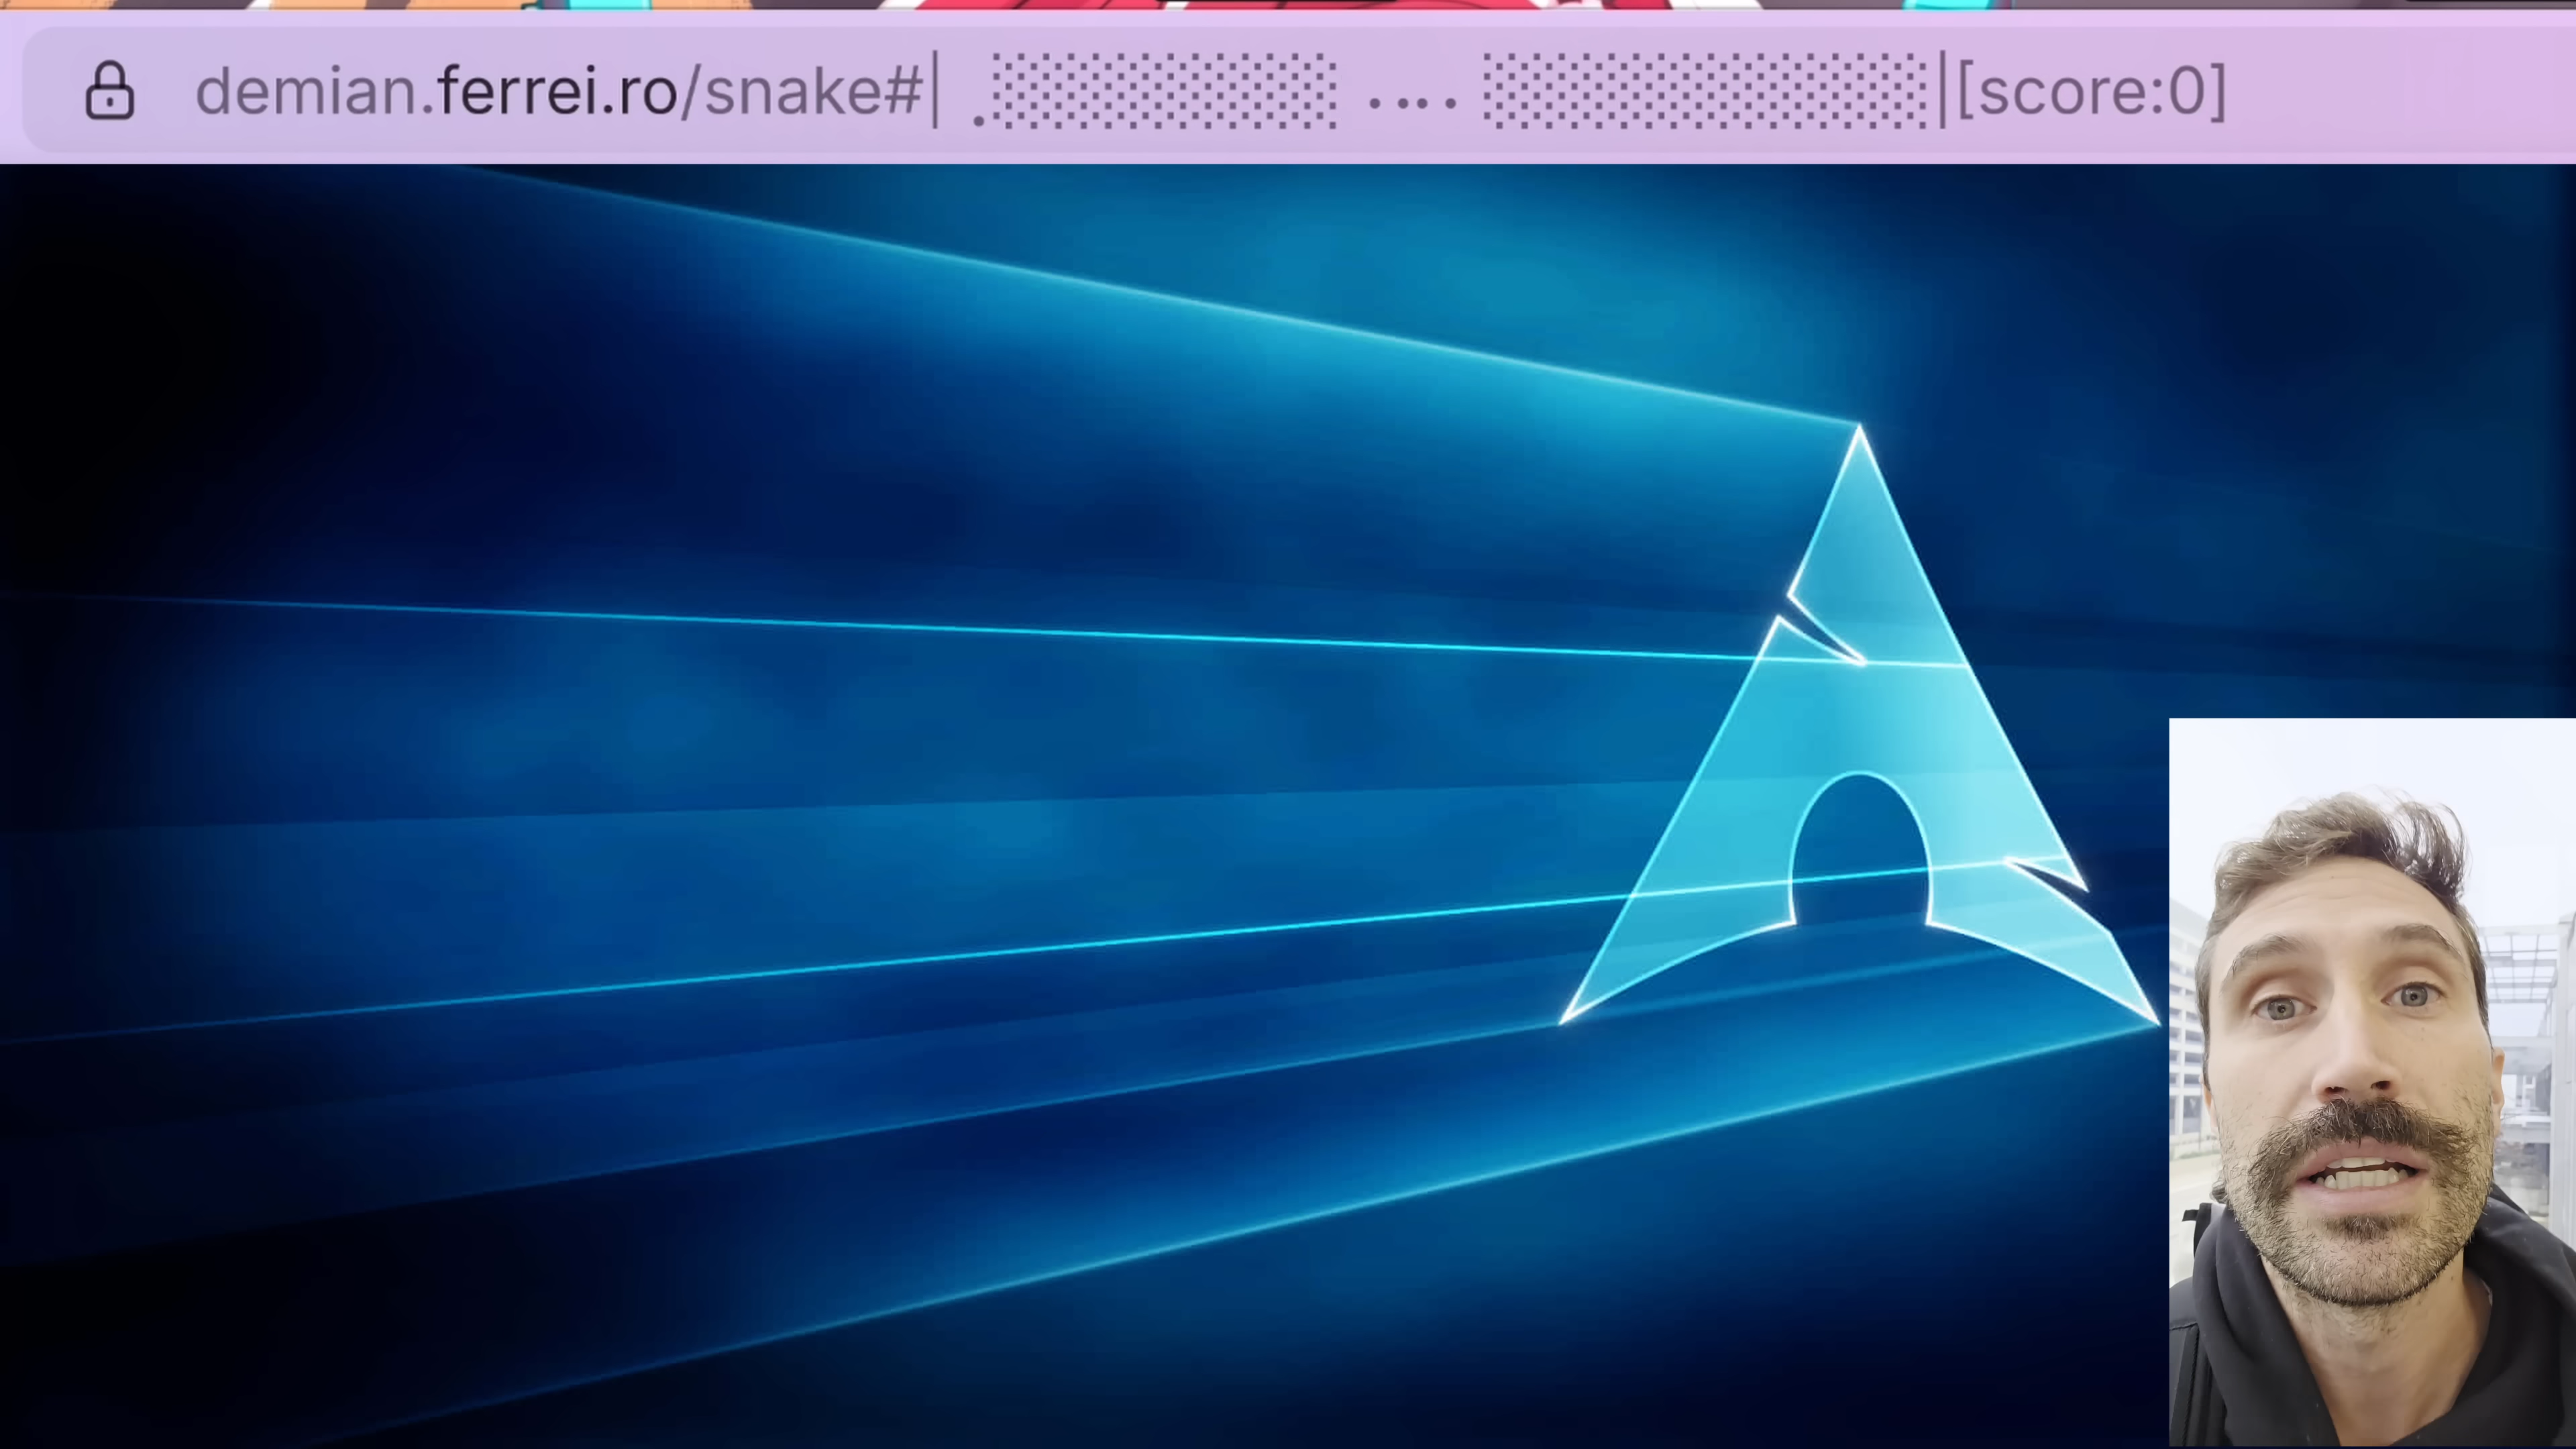 demian.ferrei.ro/snake#| ⢀░░░░░░░░░░░░░ ⠤⠤ ░░░░░░░░░░░░░░░░░|[score:0]